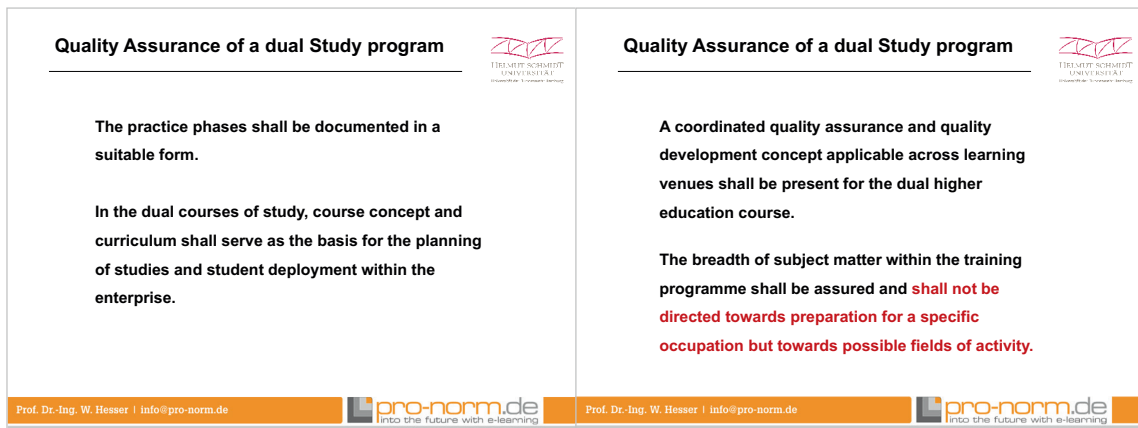 Quality Assurance of a dual Study program
HELMUT SCHMIDT
UNIVERSITÄT
The practice phases shall be documented in a
suitable form.
In the dual courses of study, course concept and
curriculum shall serve as the basis for the planning
of studies and student deployment within the
enterprise.
Prof. Dr.-Ing. W. Hesser | info@pro-norm.de
pro-norm.de
into the future with e-learning
Quality Assurance of a dual Study program
HELMUT SCHMIDT
UNIVERSITÄT
A coordinated quality assurance and quality
development concept applicable across learning
venues shall be present for the dual higher
education course.
The breadth of subject matter within the training
programme shall be assured and shall not be
directed towards preparation for a specific
occupation but towards possible fields of activity.
Prof. Dr.-Ing. W. Hesser | info@pro-norm.de
pro-norm.de
into the future with e-learning